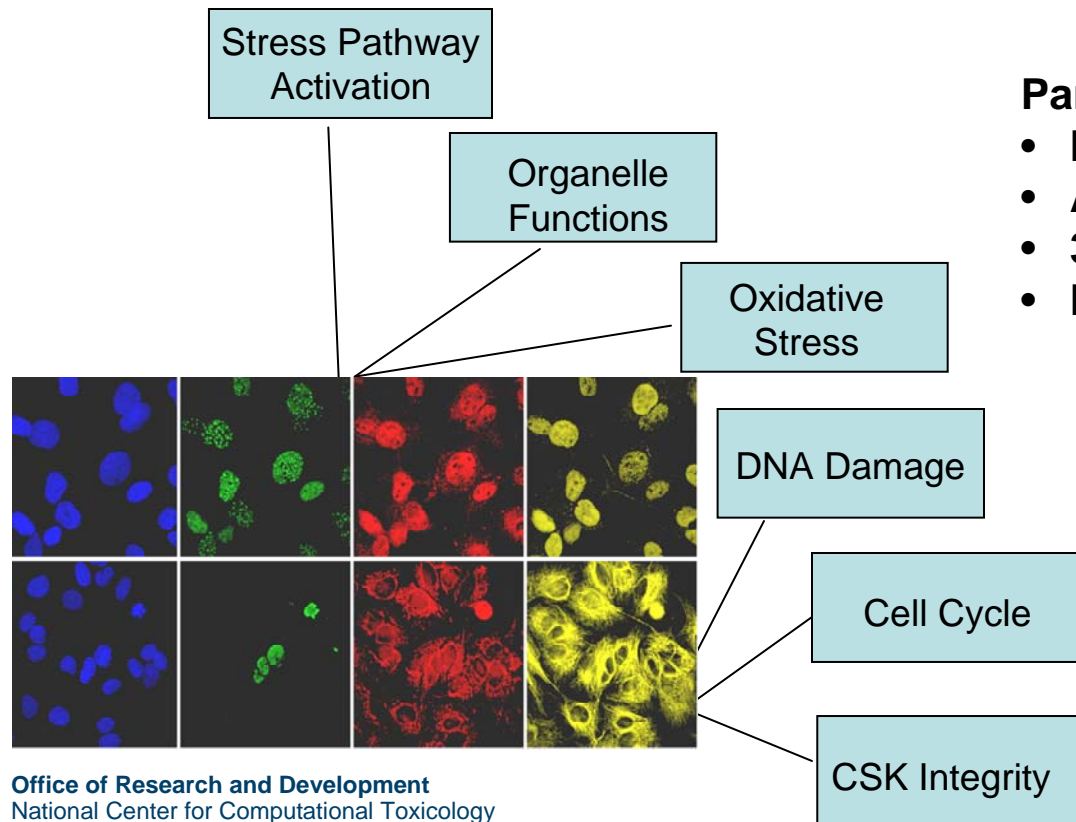 Stress Pathway
Activation
Organelle
Functions
Oxidative
Stress
DNA Damage
Cell Cycle
CSK Integrity
Office of Research and Development
National Center for Computational Toxicology